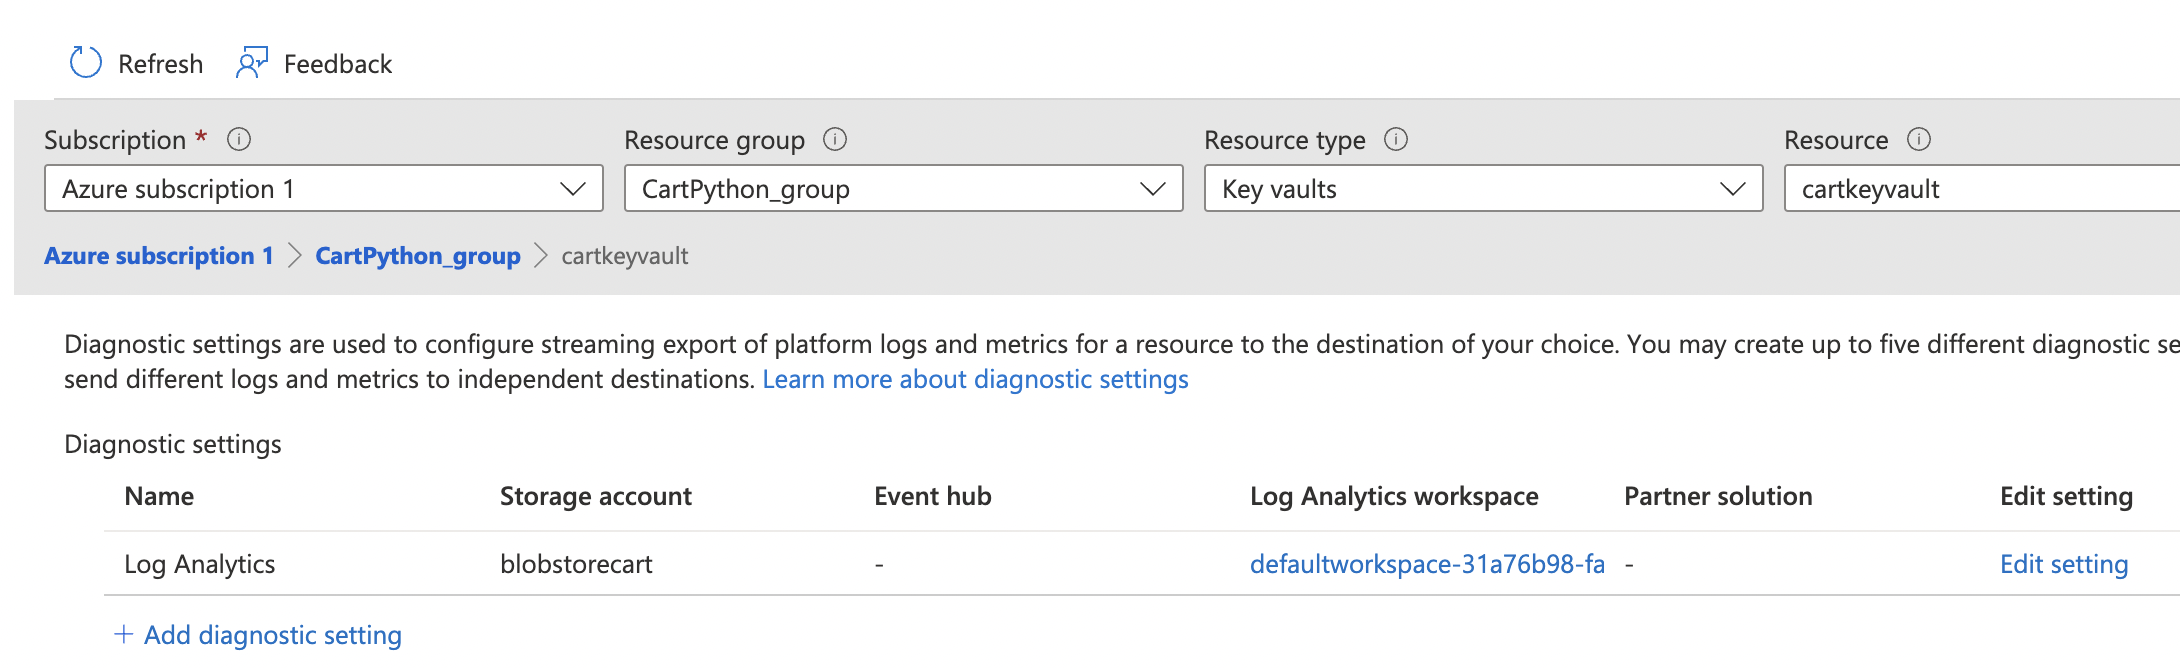 Refresh Feedback
Subscription * Resource group Resource type Resource
Azure subscription 1 CartPython_group Key vaults cartkeyvault
Azure subscription 1 > CartPython_group > cartkeyvault
Diagnostic settings are used to configure streaming export of platform logs and metrics for a resource to the destination of your choice. You may create up to five different diagnostic se
send different logs and metrics to independent destinations. Learn more about diagnostic settings
Diagnostic settings
Name Storage account Event hub Log Analytics workspace Partner solution Edit setting
Log Analytics blobstorecart - defaultworkspace-31a76b98-fa - Edit setting
+ Add diagnostic setting